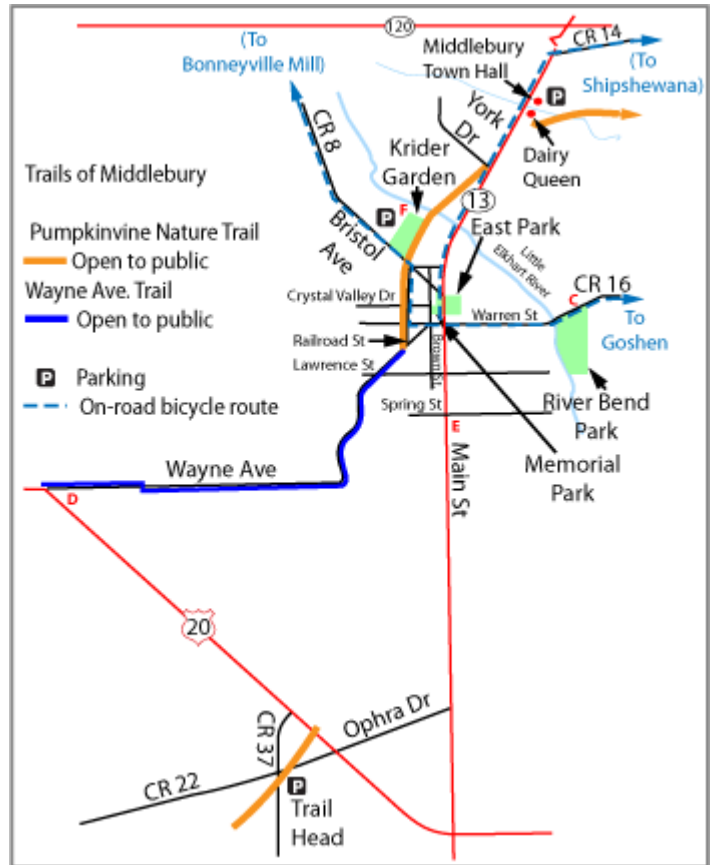 120
CR 14
(To
Bonneyville Mill)
Middlebury
Town Hall
(To
Shipshewana)
P
York
Dr
CR 8
Dairy
Queen
Krider
Garden
Trails of Middlebury
P
F
13
East Park
Bristol
Ave
Pumpkinvine Nature Trail
Open to public
Little
Elkhart River
CR 16
C
Wayne Ave. Trail
Crystal Valley Dr
Warren St
To
Goshen
Open to public
Railroad St
Brown St.
Lawrence St
P Parking
On-road bicycle route
River Bend
Park
Spring St
E
Main St
Memorial
Park
Wayne Ave
D
20
Ophra Dr
CR 37
CR 22
P
Trail
Head